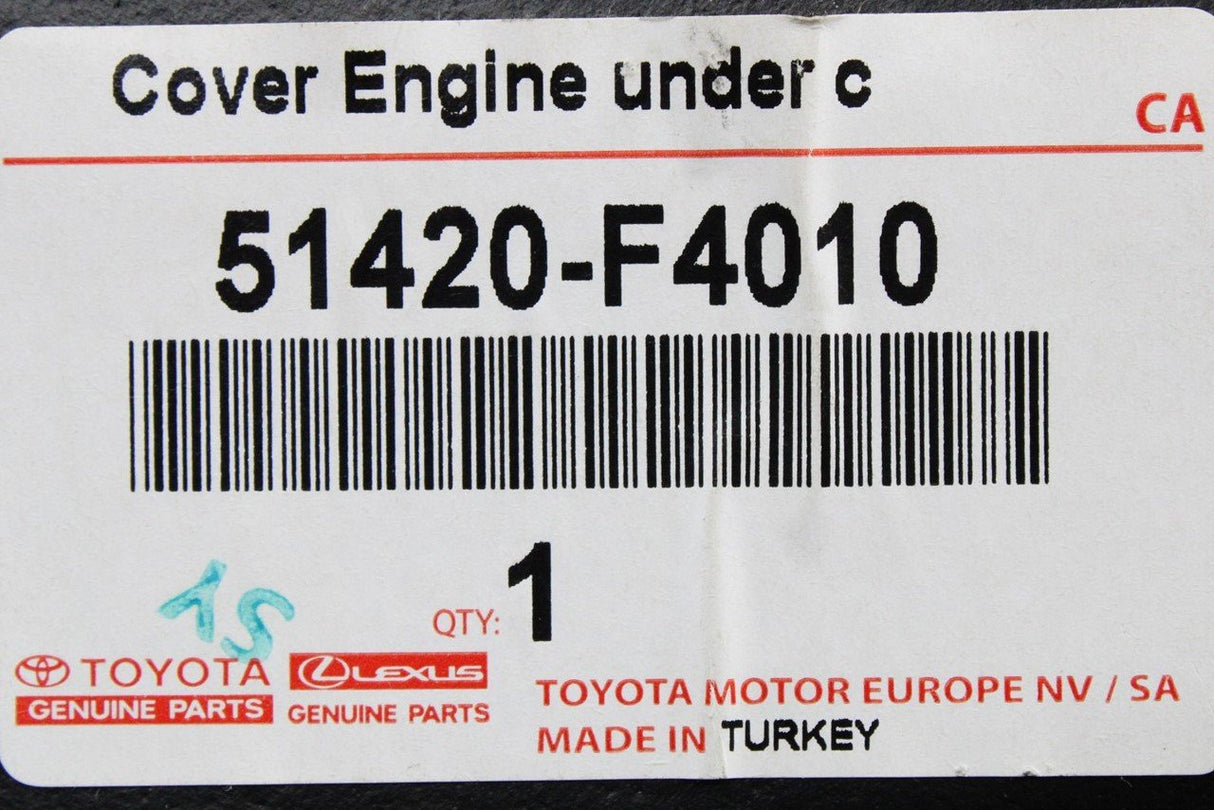 Cover Engine under c
CA
51420-F4010
QTY: 1
TOYOTA
GENUINE PARTS
LEXUS
GENUINE PARTS
TOYOTA MOTOR EUROPE NV / SA
MADE IN TURKEY